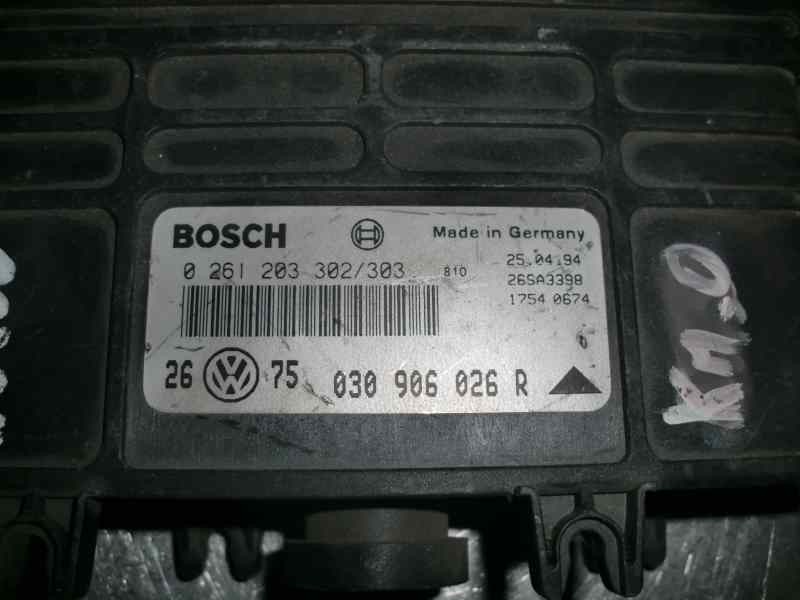 BOSCH
Made in Germany
0 261 203 302/303 810
25.04.94
26SA3398
1754 0674
26 VW 75 030 906 026 R